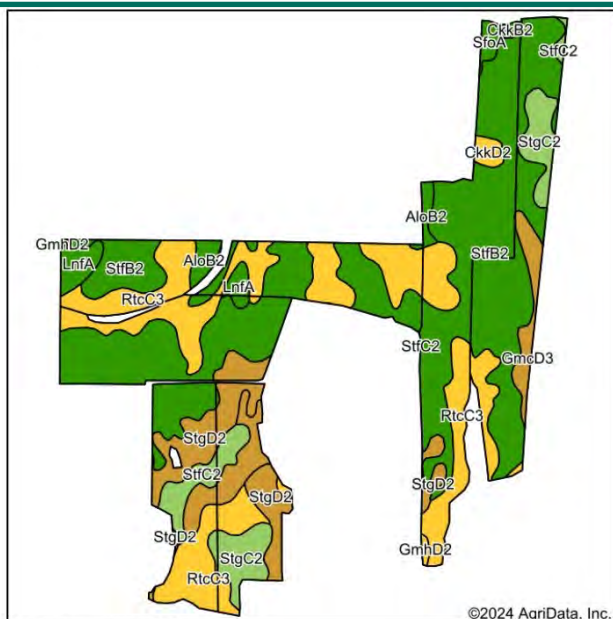 CkkB2
SfoA
StfC2
StgC2
CkkD2
AloB2
GmhD2
LnfA
StfB2
AloB2
StfB2
LnfA
RtcC3
StfC2
GmcD3
RtcC3
StgD2
StfC2
StgD2
StgD2
StgD2
StgC2
GmhD2
RtcC3
©2024 AgriData, Inc.